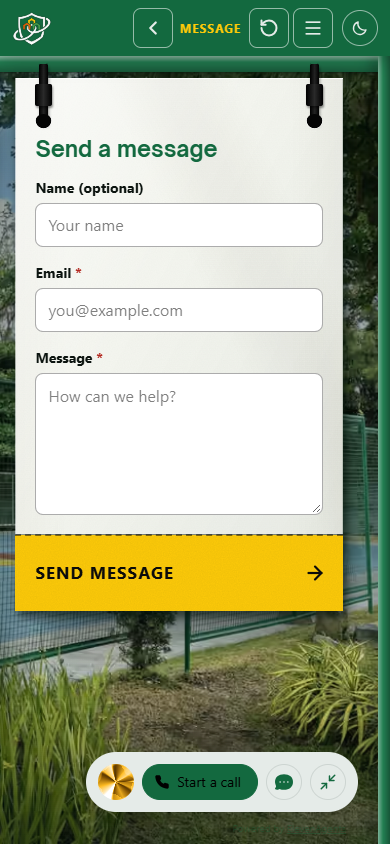 MESSAGE
Send a message
Name (optional)
Your name
Email *
you@example.com
Message *
How can we help?
SEND MESSAGE
Start a call